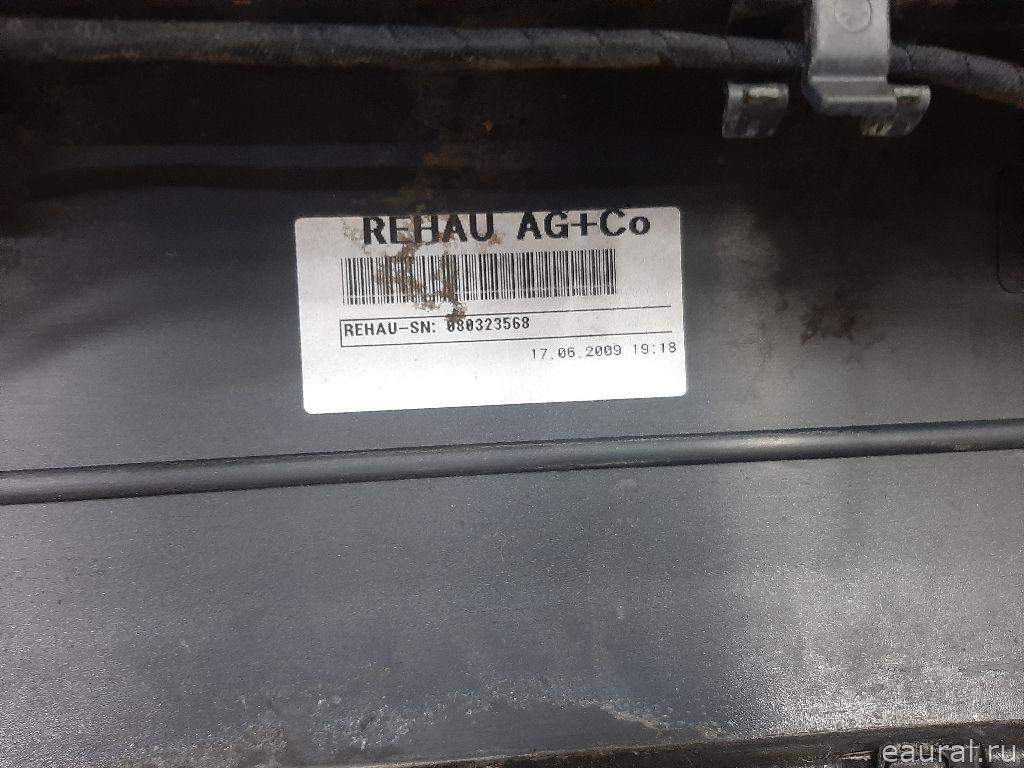 REHAU AG+Co
REHAU-SN: 080323568
17.06.2009 19:18
eaural.ru